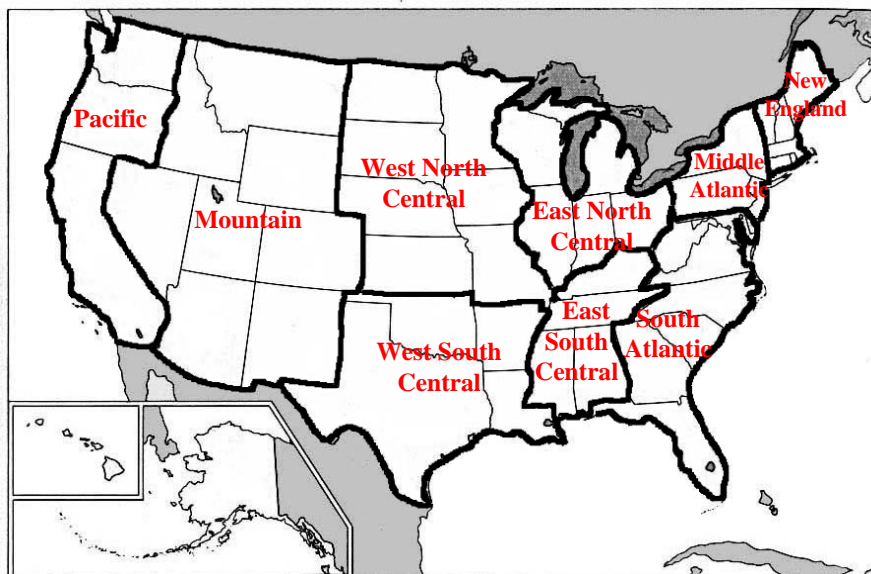 Pacific
Mountain
West North
Central
West South
Central
East North
Central
East
South
Central
South
Atlantic
Middle
Atlantic
New
England